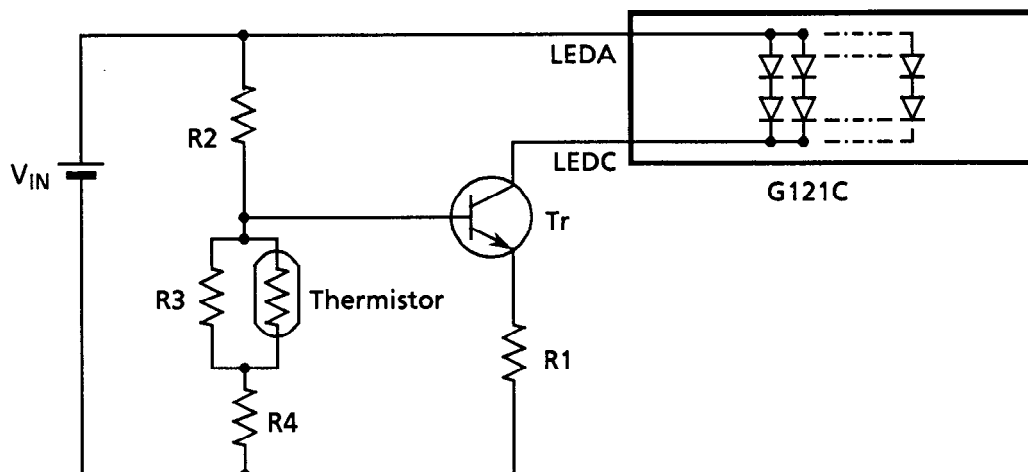 LEDA
R2
LEDC
V_IN
G121C
Tr
R3
Thermistor
R1
R4